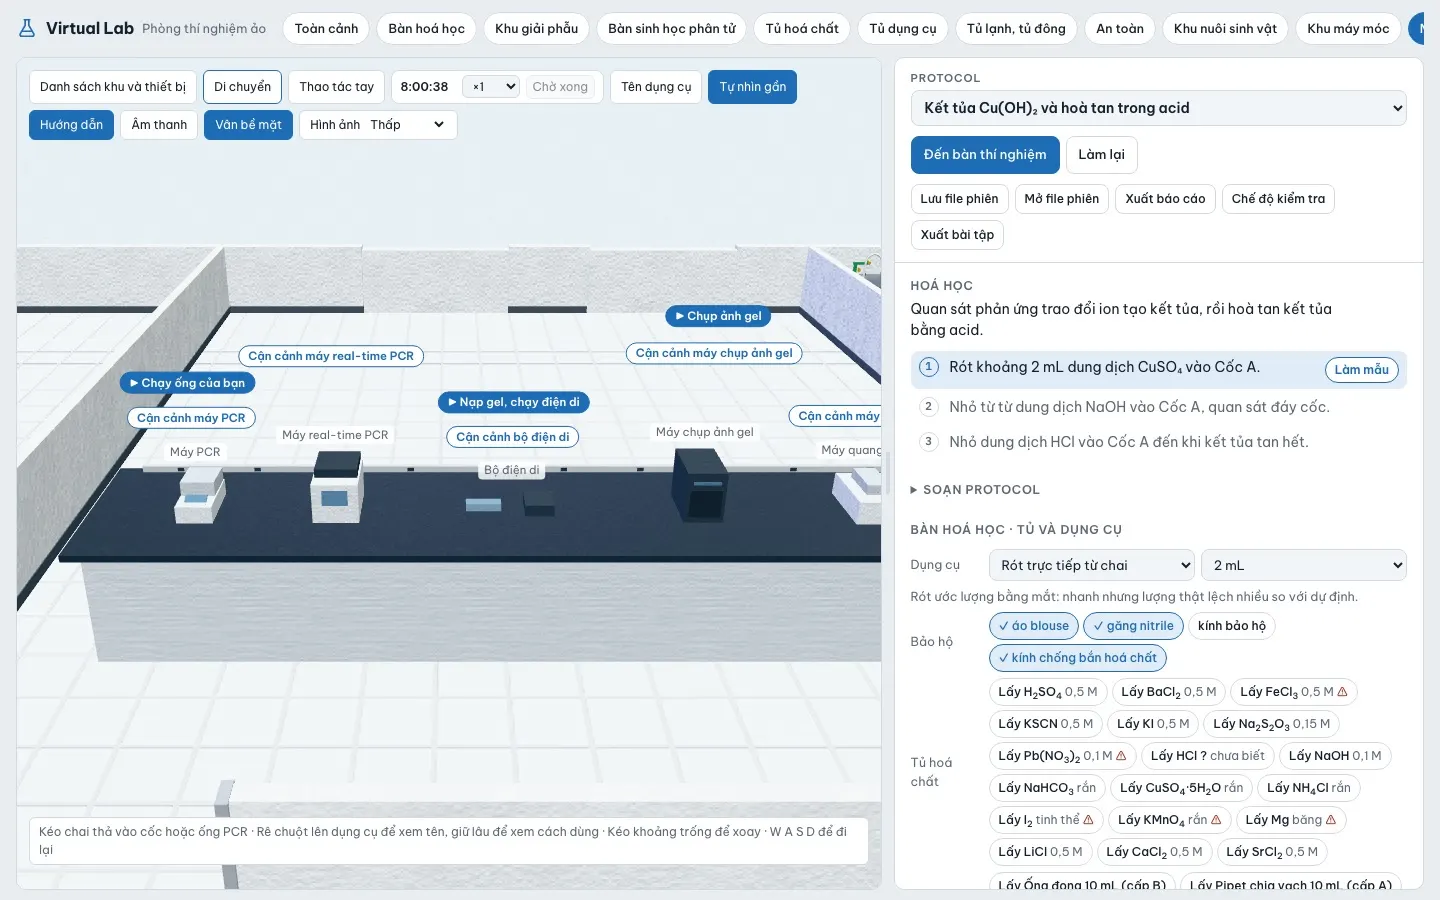 Virtual Lab Phòng thí nghiệm ảo Toàn cảnh Bàn hoá học Khu giải phẫu Bàn sinh học phân tử Tủ hoá chất Tủ dụng cụ Tủ lạnh, tủ đông An toàn Khu nuôi sinh vật Khu máy móc
Danh sách khu và thiết bị Di chuyển Thao tác tay 8:00:38 ×1 Chờ xong Tên dụng cụ Tự nhìn gần
Hướng dẫn Âm thanh Vân bề mặt Hình ảnh Thấp
▶ Chụp ảnh gel
Cận cảnh máy real-time PCR Cận cảnh máy chụp ảnh gel
▶ Chạy ống của bạn
▶ Nạp gel, chạy điện di
Cận cảnh máy PCR Cận cảnh máy
Cận cảnh bộ điện di
Máy real-time PCR Máy chụp ảnh gel
Máy PCR Máy quang
Bộ điện di
Kéo chai thả vào cốc hoặc ống PCR · Rê chuột lên dụng cụ để xem tên, giữ lâu để xem cách dùng · Kéo khoảng trống để xoay · W A S D để đi
lại
PROTOCOL
Kết tủa Cu(OH)₂ và hoà tan trong acid
Đến bàn thí nghiệm Làm lại
Lưu file phiên Mở file phiên Xuất báo cáo Chế độ kiểm tra
Xuất bài tập
HOÁ HỌC
Quan sát phản ứng trao đổi ion tạo kết tủa, rồi hoà tan kết tủa
bằng acid.
1 Rót khoảng 2 mL dung dịch CuSO₄ vào Cốc A. Làm mẫu
2 Nhỏ từ từ dung dịch NaOH vào Cốc A, quan sát đáy cốc.
3 Nhỏ dung dịch HCl vào Cốc A đến khi kết tủa tan hết.
▶ SOẠN PROTOCOL
BÀN HOÁ HỌC · TỦ VÀ DỤNG CỤ
Dụng cụ Rót trực tiếp từ chai 2 mL
Rót ước lượng bằng mắt: nhanh nhưng lượng thật lệch nhiều so với dự định.
Bảo hộ ✓ áo blouse ✓ găng nitrile kính bảo hộ
✓ kính chống bắn hoá chất
Tủ hoá chất
Lấy H₂SO₄ 0,5 M Lấy BaCl₂ 0,5 M Lấy FeCl₃ 0,5 M ⚠
Lấy KSCN 0,5 M Lấy KI 0,5 M Lấy Na₂S₂O₃ 0,15 M
Lấy Pb(NO₃)₂ 0,1 M ⚠ Lấy HCl ? chưa biết Lấy NaOH 0,1 M
Lấy NaHCO₃ rắn Lấy CuSO₄·5H₂O rắn Lấy NH₄Cl rắn
Lấy I₂ tinh thể ⚠ Lấy KMnO₄ rắn ⚠ Lấy Mg băng ⚠
Lấy LiCl 0,5 M Lấy CaCl₂ 0,5 M Lấy SrCl₂ 0,5 M
Lấy Ống đong 10 mL (cấp B) Lấy Pipet chia vạch 10 mL (cấp A)